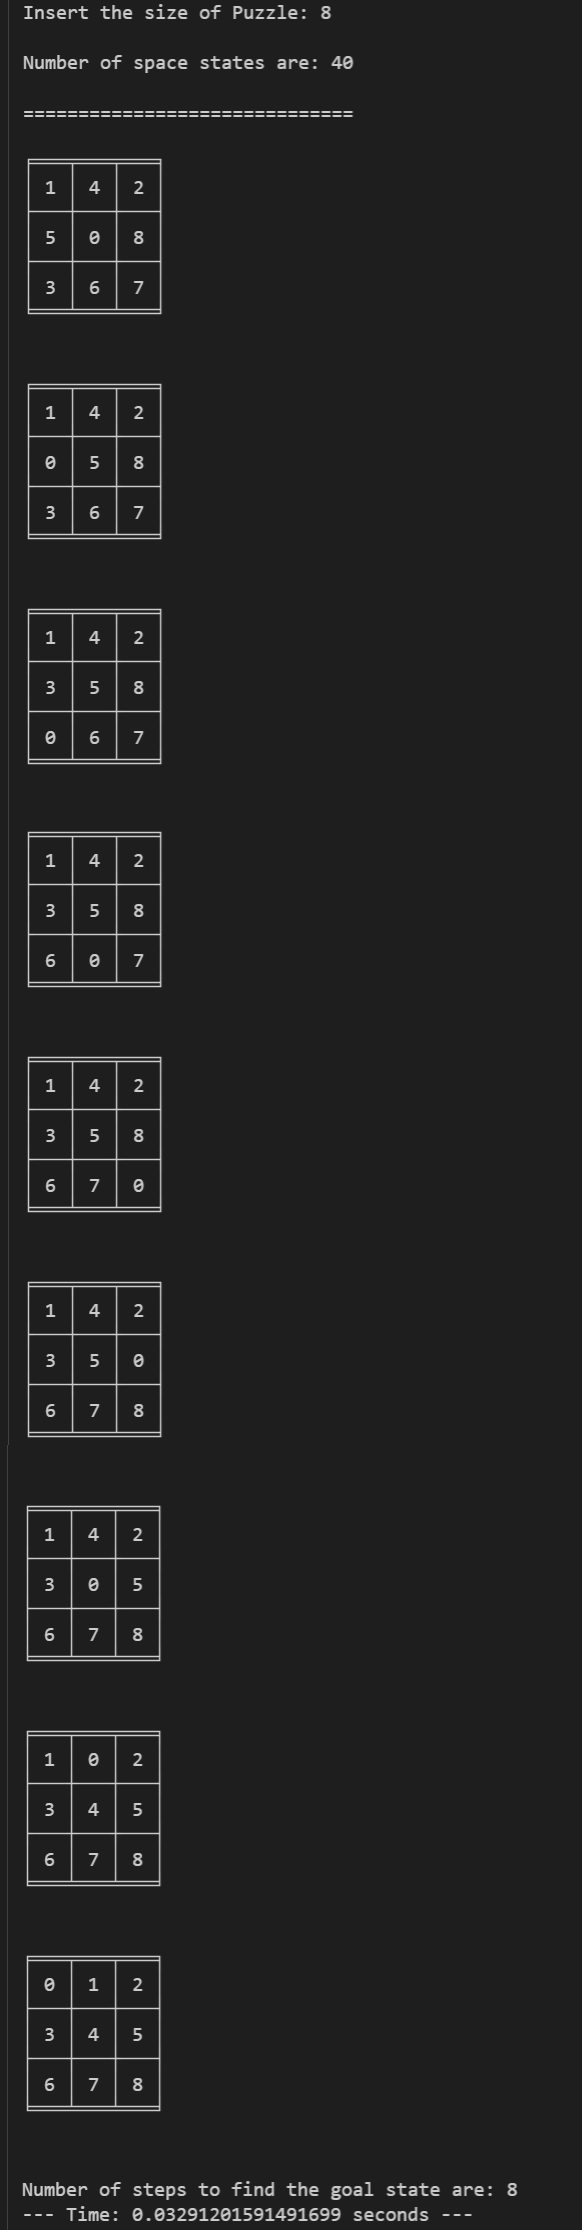 Insert the size of Puzzle: 8
Number of space states are: 40
==============================
1 4 2
5 0 8
3 6 7
1 4 2
0 5 8
3 6 7
1 4 2
3 5 8
0 6 7
1 4 2
3 5 8
6 0 7
1 4 2
3 5 8
6 7 0
1 4 2
3 5 0
6 7 8
1 4 2
3 0 5
6 7 8
1 0 2
3 4 5
6 7 8
0 1 2
3 4 5
6 7 8
Number of steps to find the goal state are: 8
--- Time: 0.03291201591491699 seconds ---